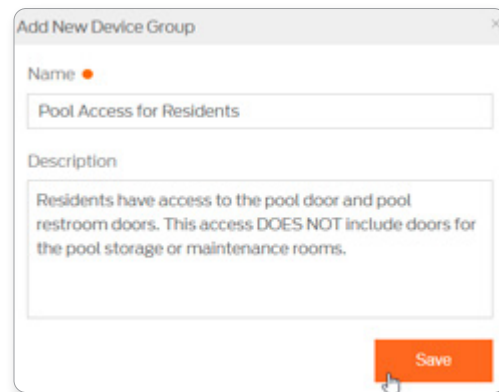 Add New Device Group
Name
Pool Access for Residents
Description
Residents have access to the pool door and pool
restroom doors. This access DOES NOT include doors for
the pool storage or maintenance rooms.
Save